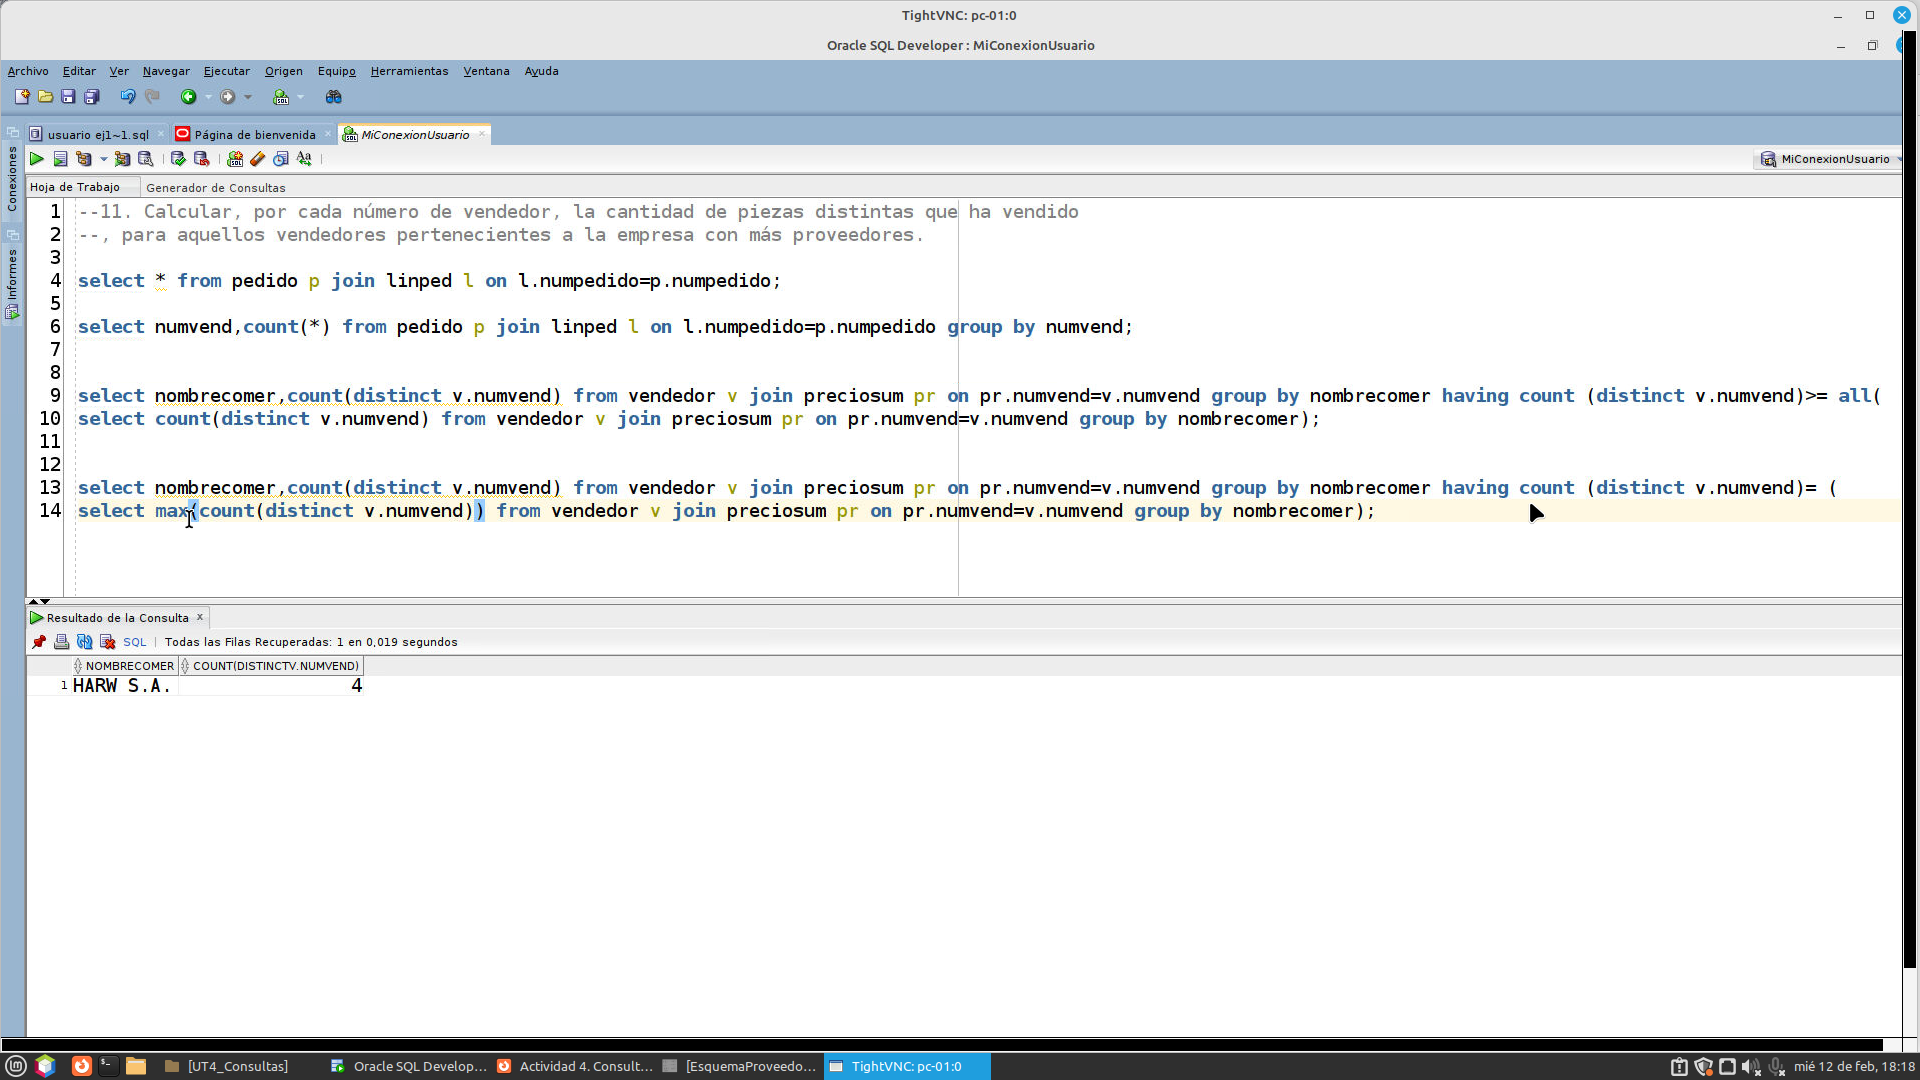 TightVNC: pc-01:0
Oracle SQL Developer : MiConexionUsuario
Archivo Editar Ver Navegar Ejecutar Origen Equipo Herramientas Ventana Ayuda
usuario ej1~1.sql Página de bienvenida MiConexionUsuario
MiConexionUsuario
Conexiones
Informes
Hoja de Trabajo Generador de Consultas
1 --11. Calcular, por cada número de vendedor, la cantidad de piezas distintas que ha vendido
2 --, para aquellos vendedores pertenecientes a la empresa con más proveedores.
3
4 select * from pedido p join linped l on l.numpedido=p.numpedido;
5
6 select numvend,count(*) from pedido p join linped l on l.numpedido=p.numpedido group by numvend;
7
8
9 select nombrecomer,count(distinct v.numvend) from vendedor v join preciosum pr on pr.numvend=v.numvend group by nombrecomer having count (distinct v.numvend)>= all(
10 select count(distinct v.numvend) from vendedor v join preciosum pr on pr.numvend=v.numvend group by nombrecomer);
11
12
13 select nombrecomer,count(distinct v.numvend) from vendedor v join preciosum pr on pr.numvend=v.numvend group by nombrecomer having count (distinct v.numvend)= (
14 select max(count(distinct v.numvend)) from vendedor v join preciosum pr on pr.numvend=v.numvend group by nombrecomer);
Resultado de la Consulta x
SQL | Todas las Filas Recuperadas: 1 en 0,019 segundos
NOMBRECOMER COUNT(DISTINCTV.NUMVEND)
1 HARW S.A. 4
[UT4_Consultas] Oracle SQL Develop... Actividad 4. Consult... [EsquemaProveedo... TightVNC: pc-01:0 mié 12 de feb, 18:18